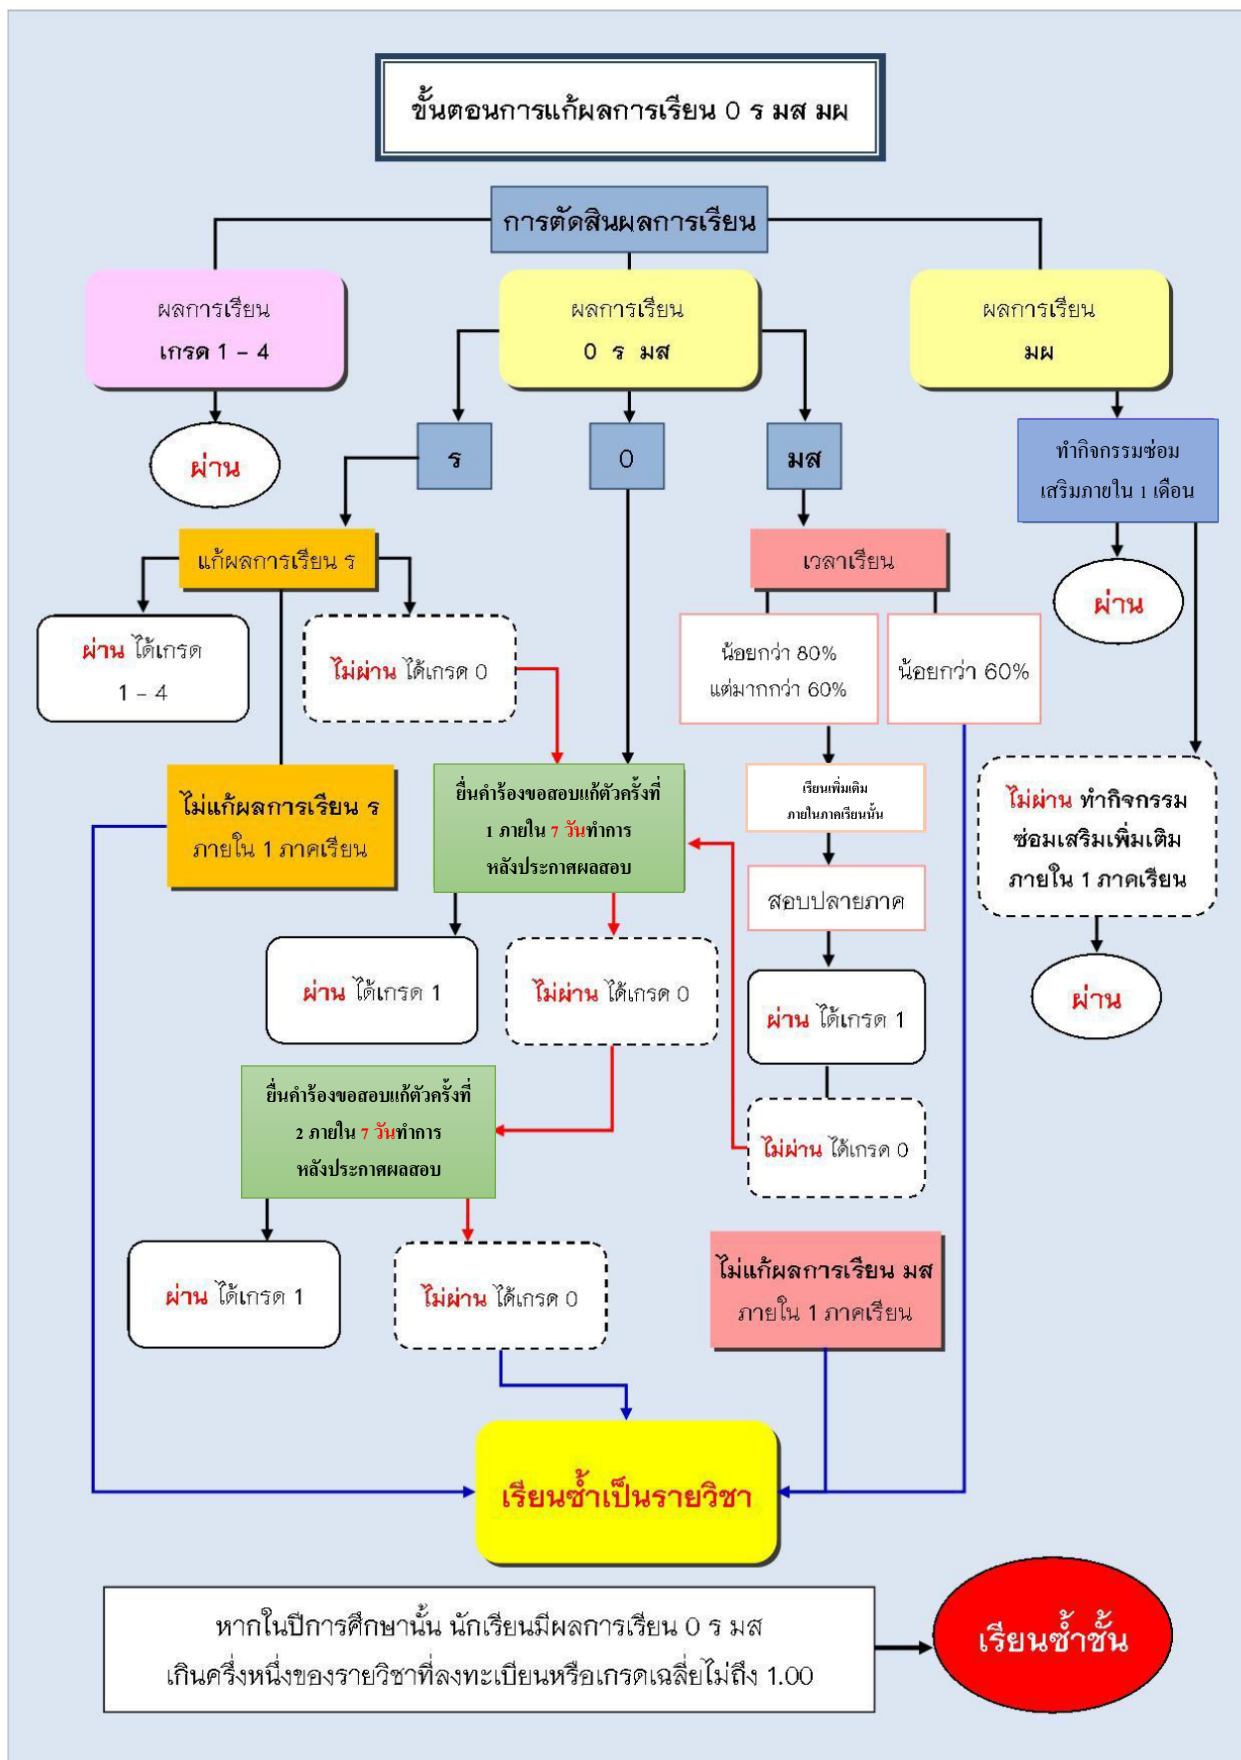 ขั้นตอนการแก้ผลการเรียน 0 ร มส มผ
การตัดสินผลการเรียน
ผลการเรียน
เกรด 1 – 4
ผลการเรียน
0 ร มส
ผลการเรียน
มผ
ผ่าน
ร
0
มส
ทำกิจกรรมซ่อม
เสริมภายใน 1 เดือน
แก้ผลการเรียน ร
เวลาเรียน
ผ่าน
ผ่าน ได้เกรด
1 – 4
ไม่ผ่าน ได้เกรด 0
น้อยกว่า 80%
แต่มากกว่า 60%
น้อยกว่า 60%
ไม่แก้ผลการเรียน ร
ภายใน 1 ภาคเรียน
ยื่นคำร้องขอสอบแก้ตัวครั้งที่
1 ภายใน 7 วันทำการ
หลังประกาศผลสอบ
เรียนเพิ่มเติม
ภายในภาคเรียนนั้น
ไม่ผ่าน ทำกิจกรรม
ซ่อมเสริมเพิ่มเติม
ภายใน 1 ภาคเรียน
สอบปลายภาค
ผ่าน ได้เกรด 1
ไม่ผ่าน ได้เกรด 0
ผ่าน ได้เกรด 1
ผ่าน
ยื่นคำร้องขอสอบแก้ตัวครั้งที่
2 ภายใน 7 วันทำการ
หลังประกาศผลสอบ
ไม่ผ่าน ได้เกรด 0
ผ่าน ได้เกรด 1
ไม่ผ่าน ได้เกรด 0
ไม่แก้ผลการเรียน มส
ภายใน 1 ภาคเรียน
เรียนซ้ำเป็นรายวิชา
หากในปีการศึกษานั้น นักเรียนมีผลการเรียน 0 ร มส
เกินครึ่งหนึ่งของรายวิชาที่ลงทะเบียนหรือเกรดเฉลี่ยไม่ถึง 1.00
เรียนซ้ำชั้น